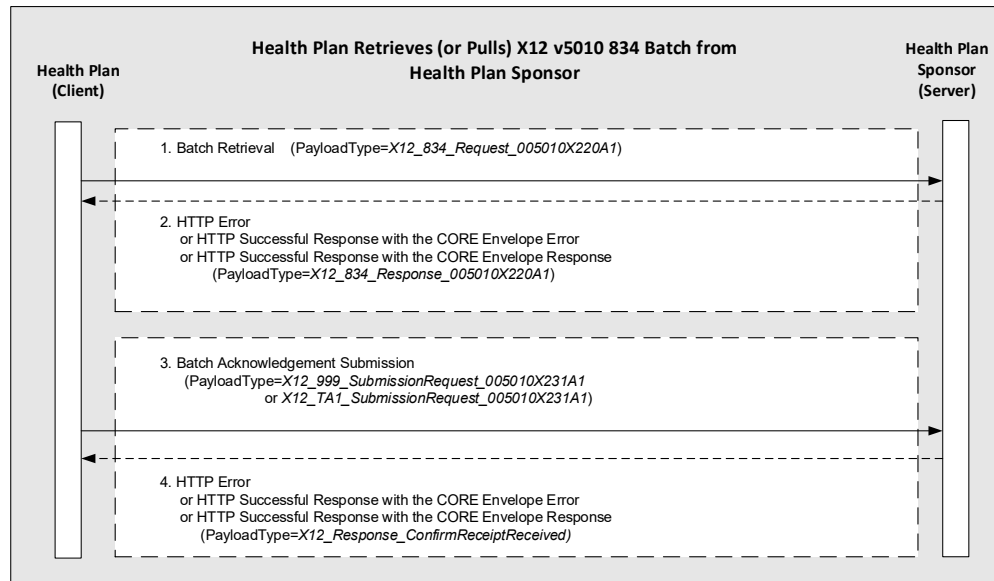 Health Plan Retrieves (or Pulls) X12 v5010 834 Batch from
Health Plan Sponsor
Health Plan
(Client)
Health Plan
Sponsor
(Server)
1. Batch Retrieval (PayloadType=X12_834_Request_005010X220A1)
2. HTTP Error
or HTTP Successful Response with the CORE Envelope Error
or HTTP Successful Response with the CORE Envelope Response
(PayloadType=X12_834_Response_005010X220A1)
3. Batch Acknowledgement Submission
(PayloadType=X12_999_SubmissionRequest_005010X231A1
or X12_TA1_SubmissionRequest_005010X231A1)
4. HTTP Error
or HTTP Successful Response with the CORE Envelope Error
or HTTP Successful Response with the CORE Envelope Response
(PayloadType=X12_Response_ConfirmReceiptReceived)